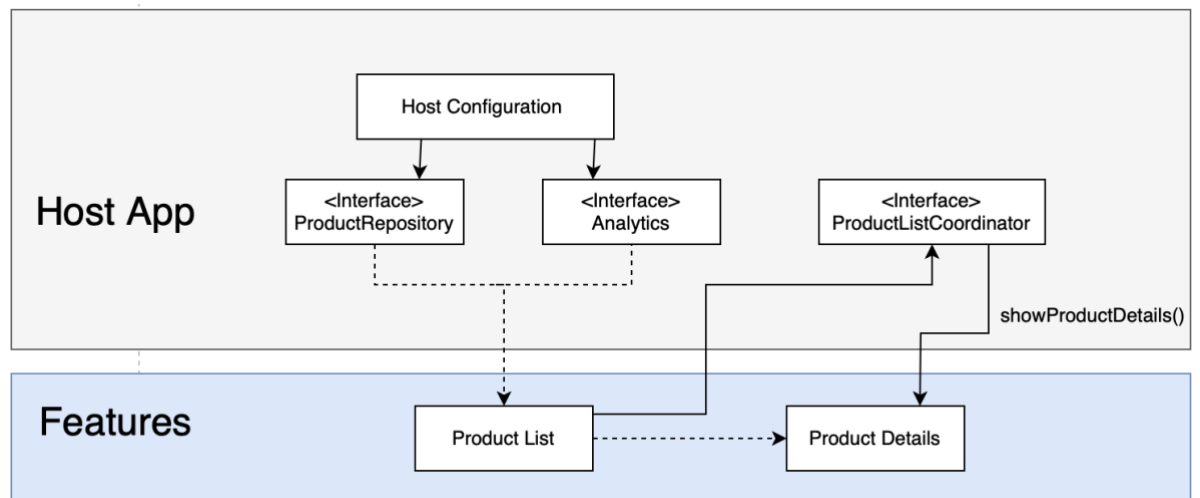 Host Configuration
Host App
<Interface>
ProductRepository
<Interface>
Analytics
<Interface>
ProductListCoordinator
showProductDetails()
Features
Product List
Product Details